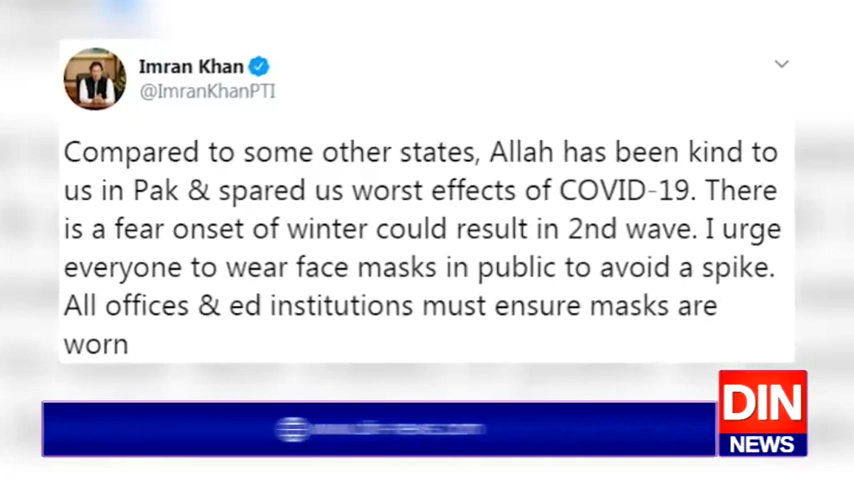 Imran Khan
@ImranKhanPTI
Compared to some other states, Allah has been kind to
us in Pak & spared us worst effects of COVID-19. There
is a fear onset of winter could result in 2nd wave. I urge
everyone to wear face masks in public to avoid a spike.
All offices & ed institutions must ensure masks are
worn
DIN
NEWS